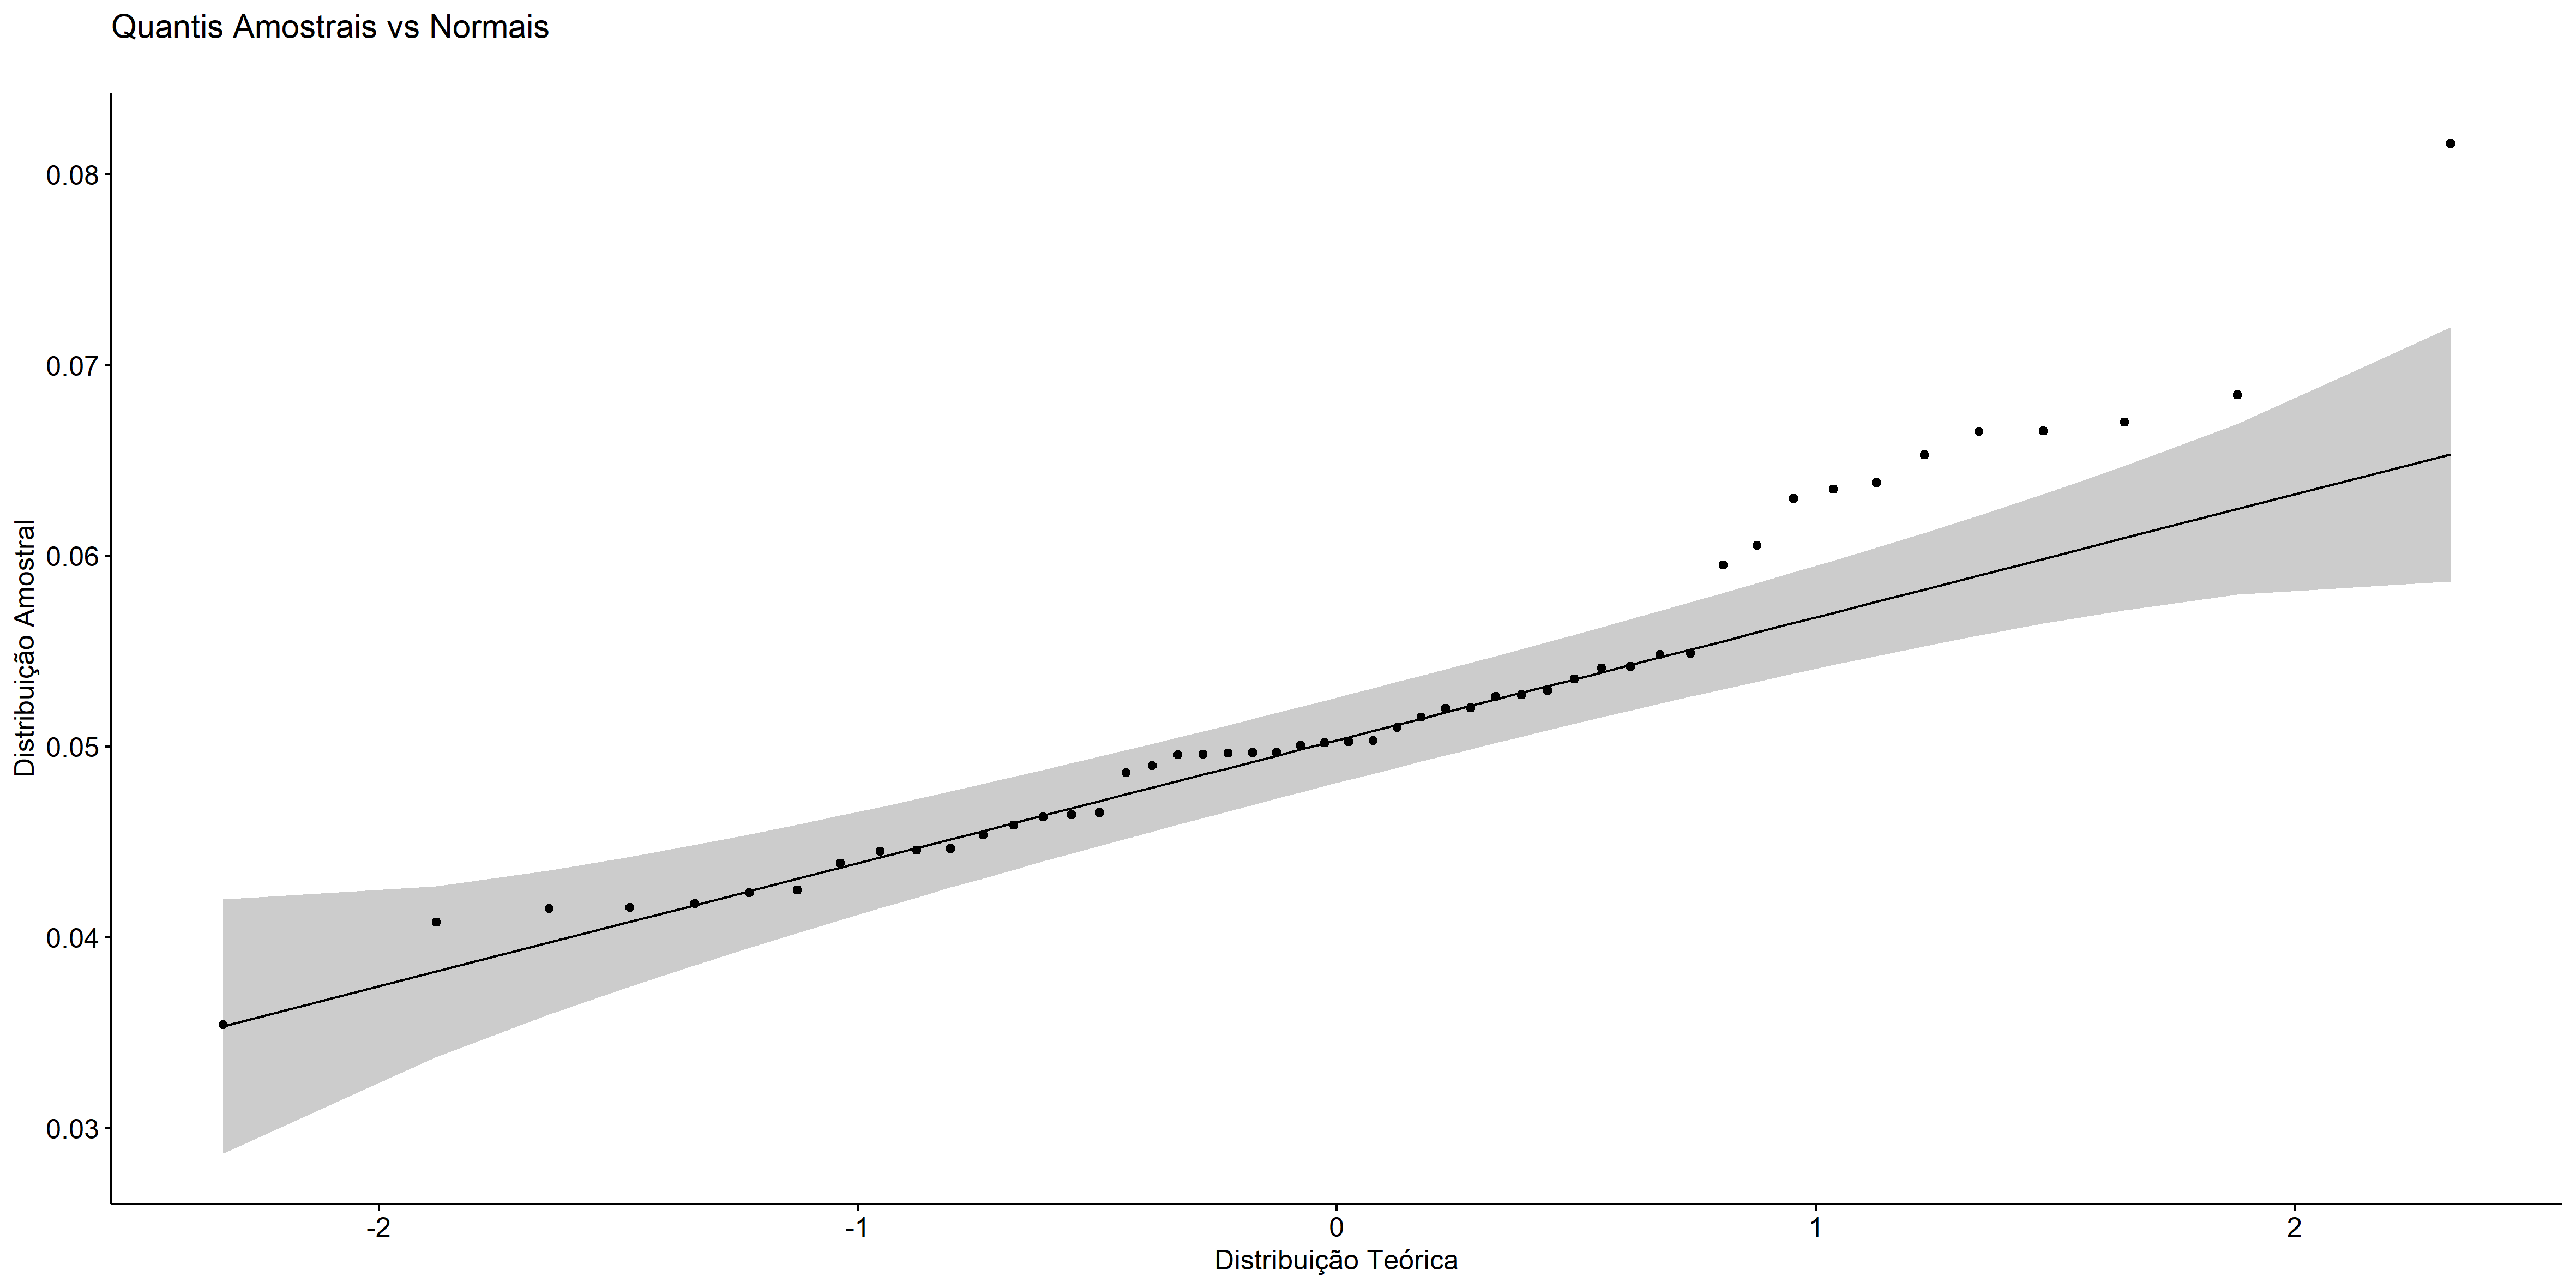 Quantis Amostrais vs Normais
0.08
0.07
0.06
0.05
0.04
0.03
Distribuição Amostral
-2 -1 0 1 2
Distribuição Teórica